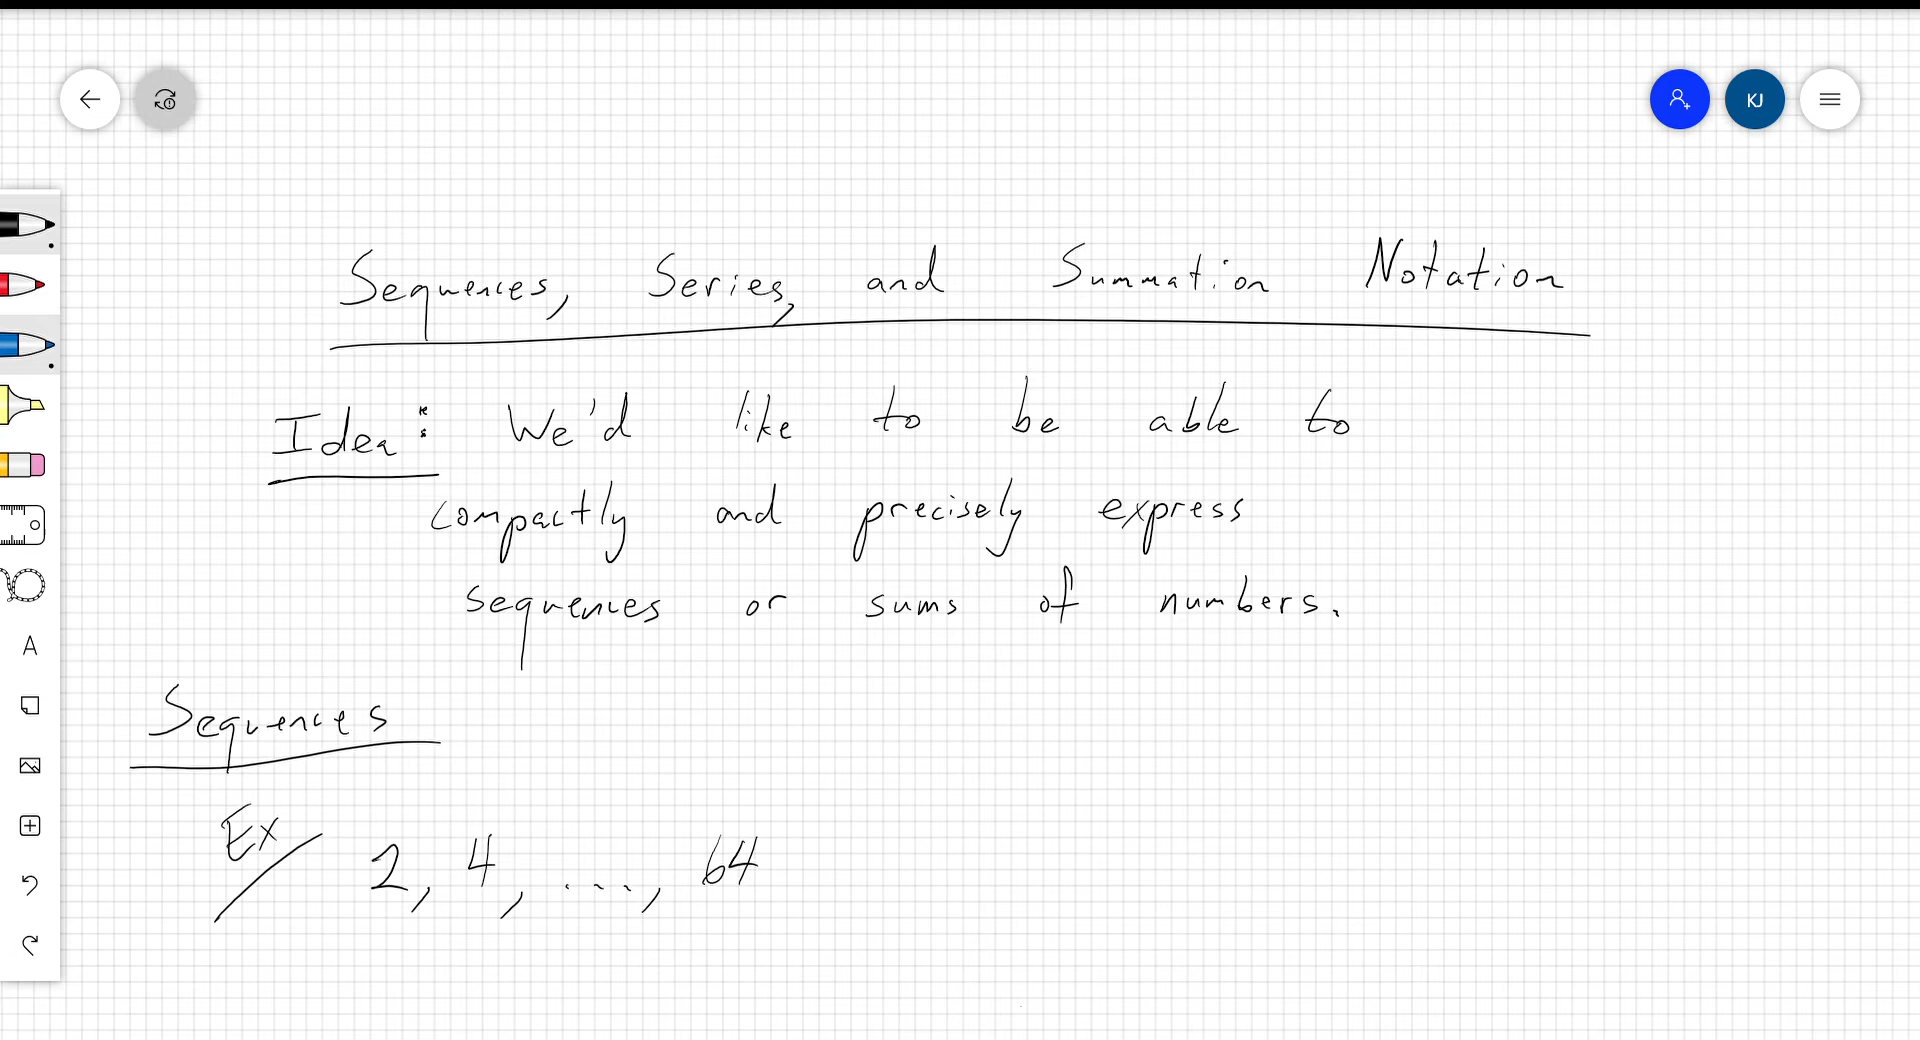 KJ
Sequences, Series, and Summation Notation
Idea: We'd like to be able to
compactly and precisely express
sequences or sums of numbers.
A
Sequences
Ex
2, 4, ..., 64